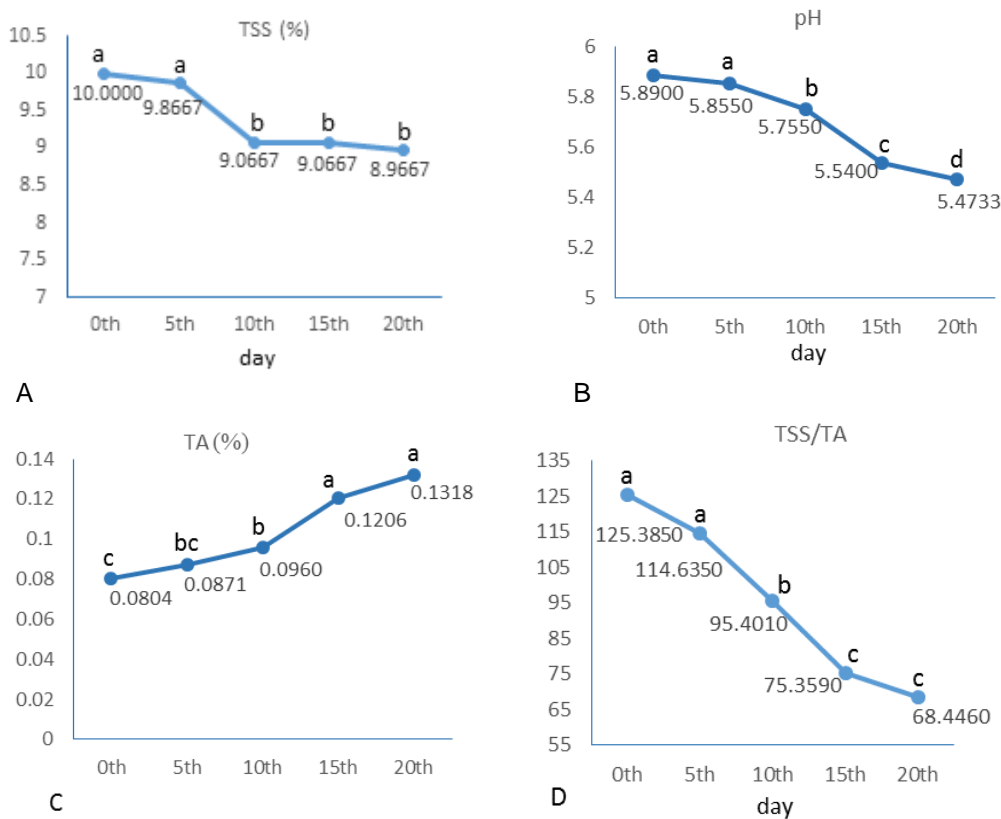 TSS (%)
10.5
10
9.5
9
8.5
8
7.5
7
a
a
b
b
b
10.0000
9.8667
9.0667
9.0667
8.9667
0th 5th 10th 15th 20th
day
A
pH
6
5.8
5.6
5.4
5.2
5
a
a
b
c
d
5.8900
5.8550
5.7550
5.5400
5.4733
0th 5th 10th 15th 20th
day
B
TA (%)
0.14
0.12
0.1
0.08
0.06
0.04
0.02
0
c
bc
b
a
a
0.0804
0.0871
0.0960
0.1206
0.1318
0th 5th 10th 15th 20th
C
TSS/TA
135
125
115
105
95
85
75
65
55
a
a
b
c
c
125.3850
114.6350
95.4010
75.3590
68.4460
0th 5th 10th 15th 20th
day
D